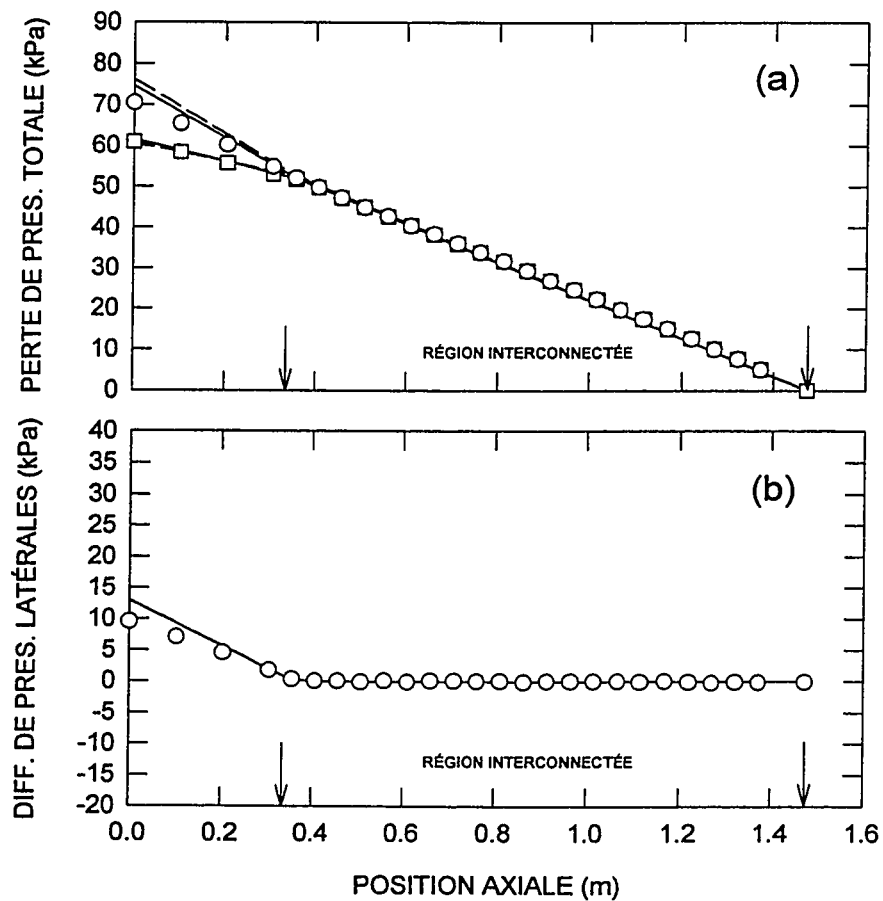 PERTE DE PRES. TOTALE (kPa)
90
80
70
60
50
40
30
20
10
0
(a)
RÉGION INTERCONNECTÉE
DIFF. DE PRES. LATÉRALES (kPa)
40
35
30
25
20
15
10
5
0
-5
-10
-15
-20
(b)
RÉGION INTERCONNECTÉE
0.0 0.2 0.4 0.6 0.8 1.0 1.2 1.4 1.6
POSITION AXIALE (m)